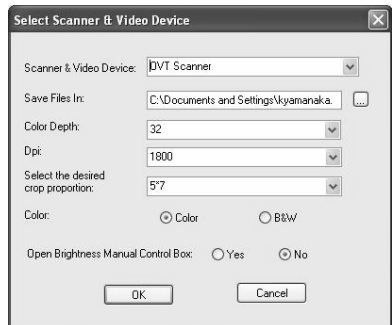 Select Scanner & Video Device
Scanner & Video Device: DVT Scanner
Save Files In: C:\Documents and Settings\kyamanaka. ...
Color Depth: 32
Dpi: 1800
Select the desired
crop proportion: 5*7
Color: Color B&W
Open Brightness Manual Control Box: Yes No
OK Cancel